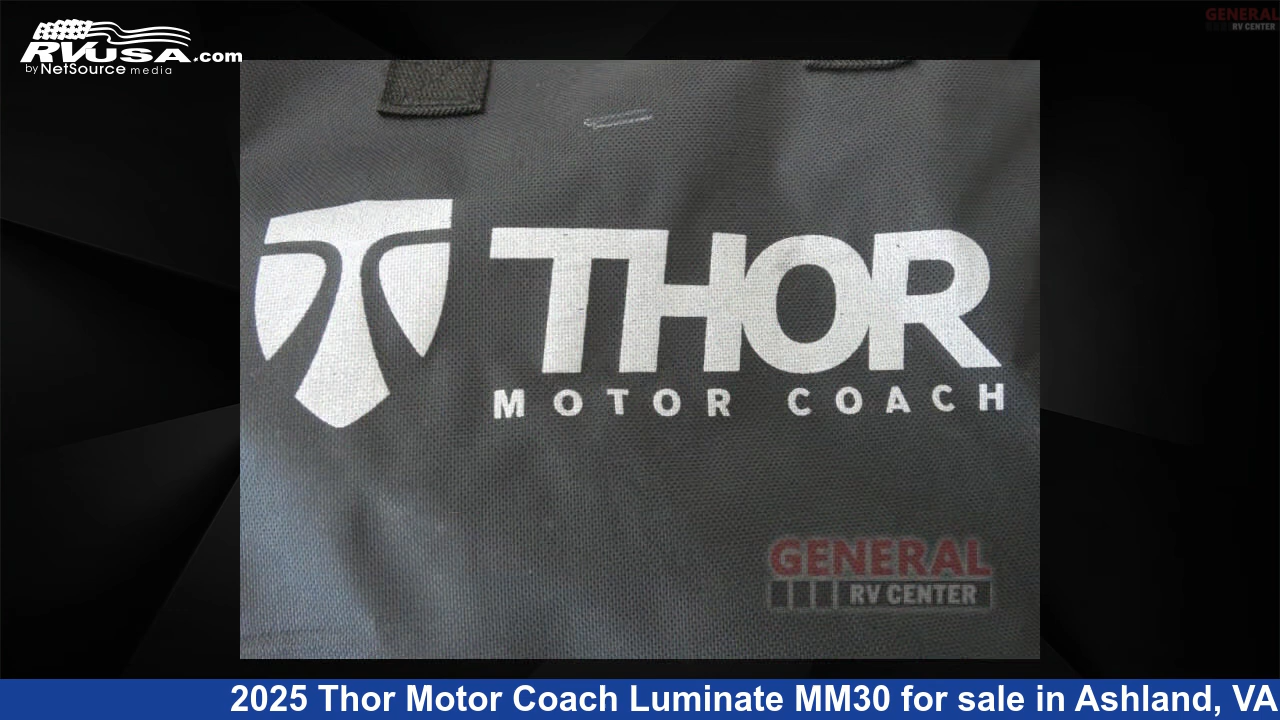 RVUSA.com
by NetSource media
GENERAL
RV CENTER
THOR
MOTOR COACH
GENERAL
RV CENTER
2025 Thor Motor Coach Luminate MM30 for sale in Ashland, VA